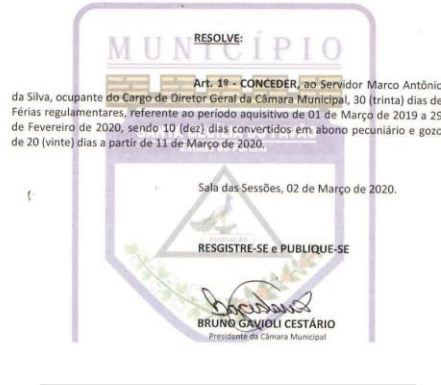 MUNICÍPIO
RESOLVE:
Art. 1º - CONCEDER, ao Servidor Marco Antônio
da Silva, ocupante do Cargo de Diretor Geral da Câmara Municipal, 30 (trinta) dias de
Férias regulamentares, referente ao período aquisitivo de 01 de Março de 2019 a 29
de Fevereiro de 2020, sendo 10 (dez) dias convertidos em abono pecuniário e gozo
de 20 (vinte) dias a partir de 11 de Março de 2020.
Sala das Sessões, 02 de Março de 2020.
FUNDAÇÃO
RESGISTRE-SE e PUBLIQUE-SE
BRUNO GAVIOLI CESTÁRIO
Presidente da Câmara Municipal